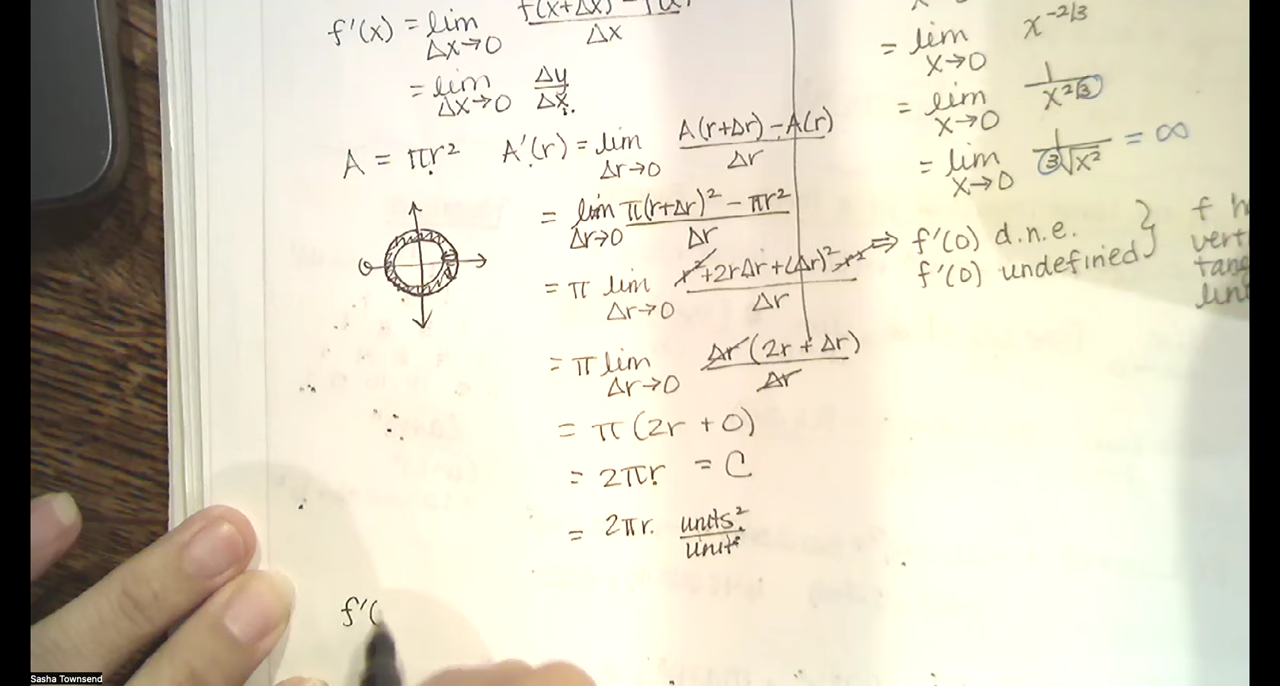 f'(x) = lim Δx→0 f(x+Δx) - f(x) / Δx
= lim Δx→0 Δy/Δx
A = πr² A'(r) = lim Δr→0 A(r+Δr) - A(r) / Δr
= lim Δr→0 π(r+Δr)² - πr² / Δr
= π lim Δr→0 r² + 2rΔr + (Δr)² - r² / Δr
= π lim Δr→0 Δr(2r + Δr) / Δr
= π(2r + 0)
= 2πr = C
= 2πr. units² / unit
f'(
x^-2/3
= lim x→0
= lim x→0 1 / x^2/3
= lim x→0 1 / ³√x² = ∞
⇒ f'(0) d.n.e.
f'(0) undefined }
f
Sasha Townsend